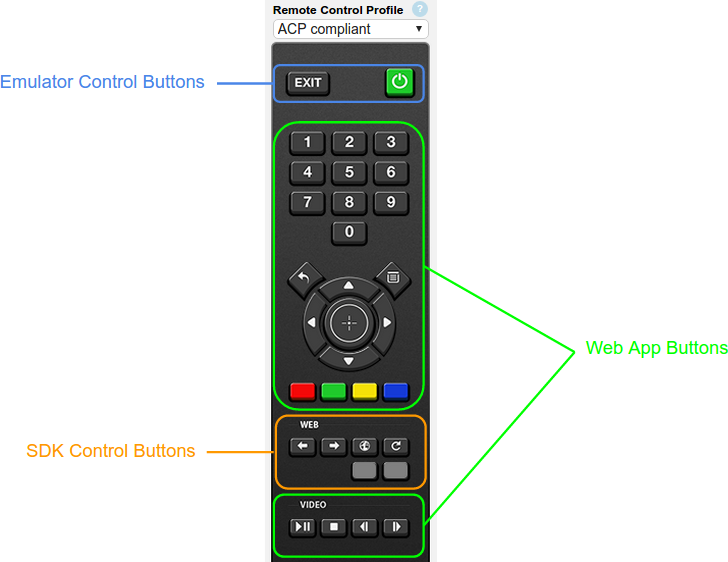 Remote Control Profile ?
ACP compliant
Emulator Control Buttons
EXIT
1 2 3
4 5 6
7 8 9
0
Web App Buttons
WEB
SDK Control Buttons
VIDEO